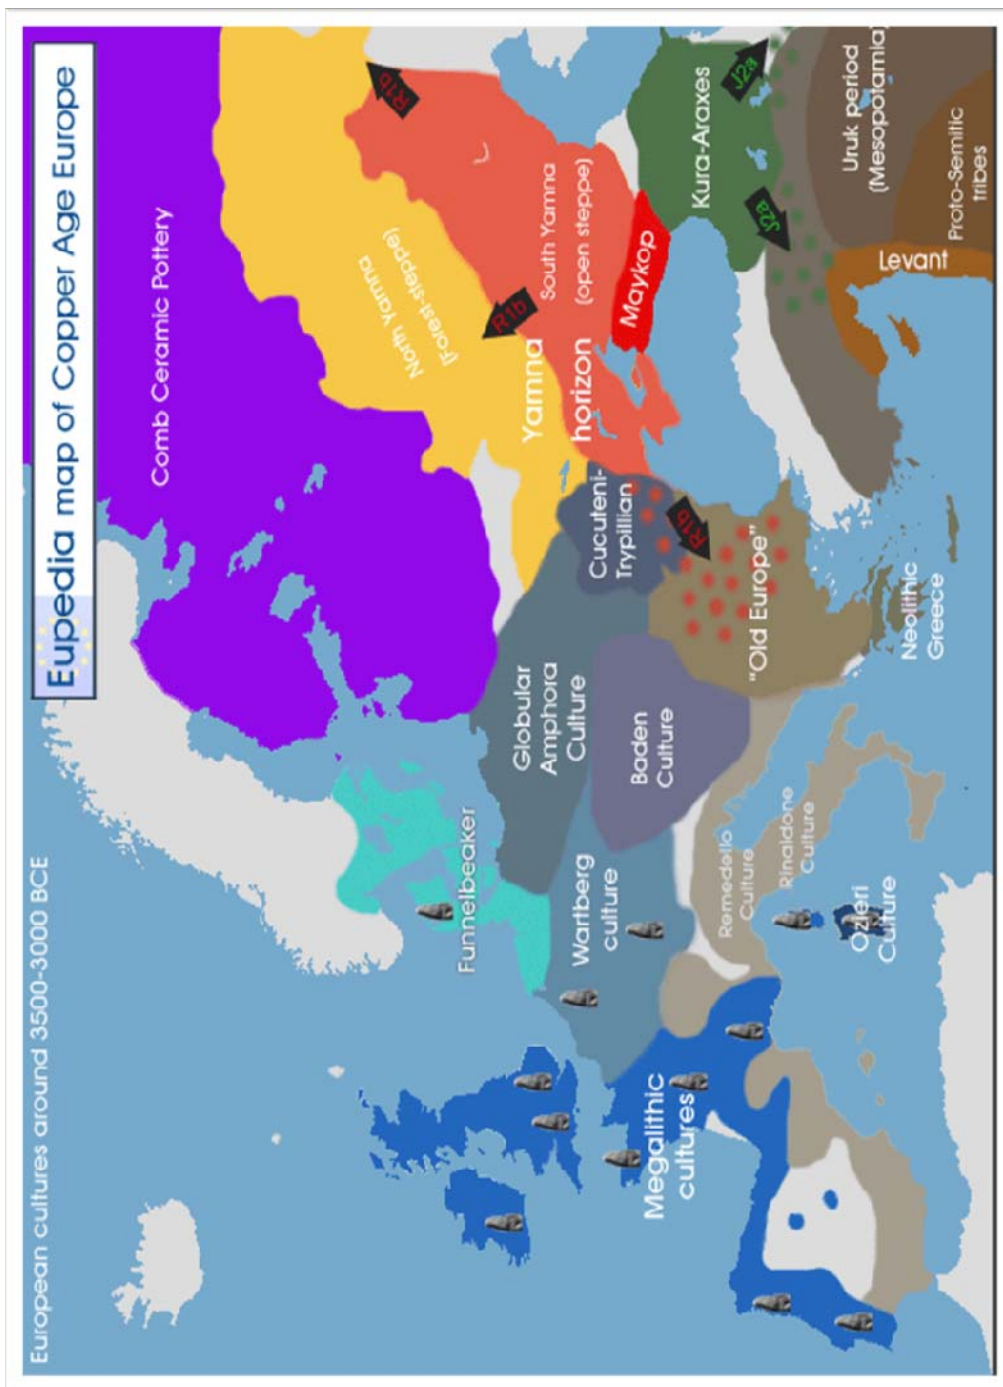 European cultures around 3500-3000 BCE
Eupedia map of Copper Age Europe
Comb Ceramic Pottery
North Yamna
(Forest-steppe)
R1b
R1b
Yamna
horizon
South Yamna
(open steppe)
Maykop
Kura-Araxes
J2a
J2a
Uruk period
(Mesopotamia)
Proto-Semitic
tribes
Levant
Funnelbeaker
Globular
Amphora
Culture
Cucuteni-
Trypillian
R1b
"Old Europe"
Baden
Culture
Wartberg
culture
Megalithic
cultures
Remedello
Culture
Rinaldone
Culture
Ozieri
Culture
Neolithic
Greece